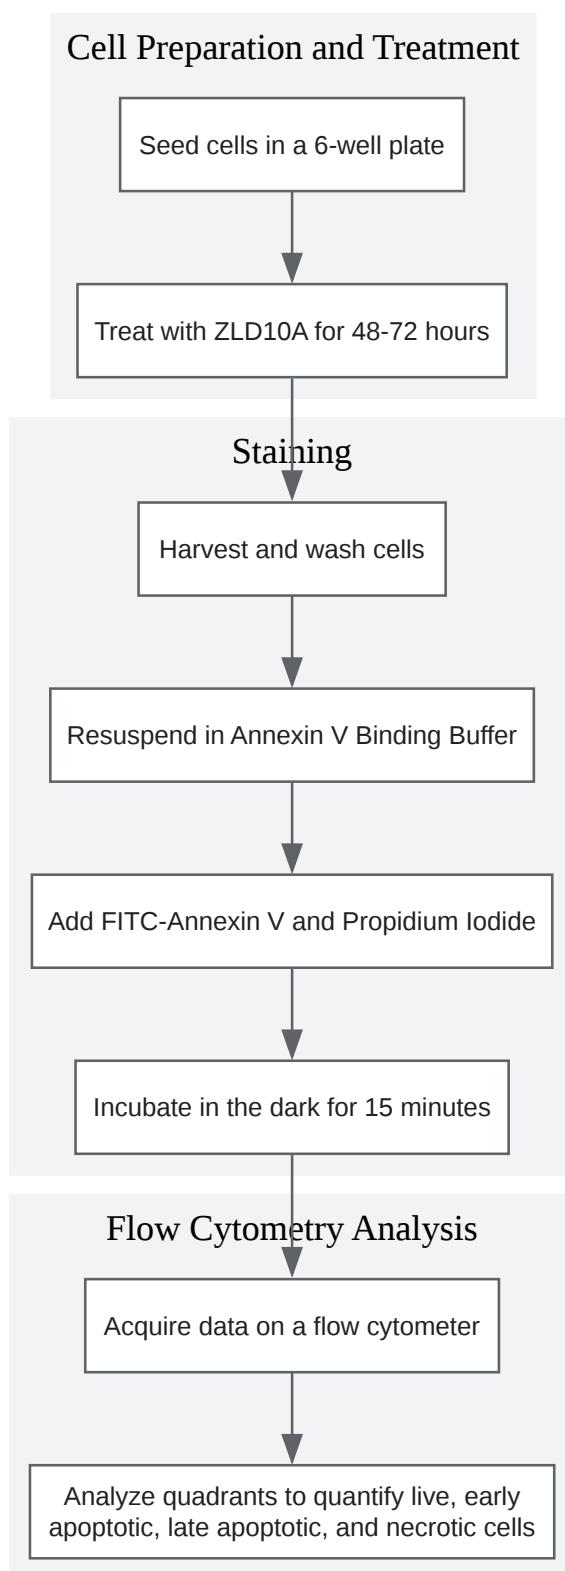 Cell Preparation and Treatment
Seed cells in a 6-well plate
Treat with ZLD10A for 48-72 hours
Staining
Harvest and wash cells
Resuspend in Annexin V Binding Buffer
Add FITC-Annexin V and Propidium Iodide
Incubate in the dark for 15 minutes
Flow Cytometry Analysis
Acquire data on a flow cytometer
Analyze quadrants to quantify live, early
apoptotic, late apoptotic, and necrotic cells